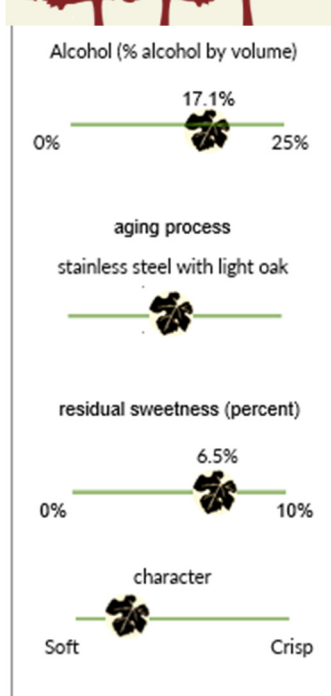 Alcohol (% alcohol by volume)
17.1%
0% 25%
aging process
stainless steel with light oak
residual sweetness (percent)
6.5%
0% 10%
character
Soft Crisp